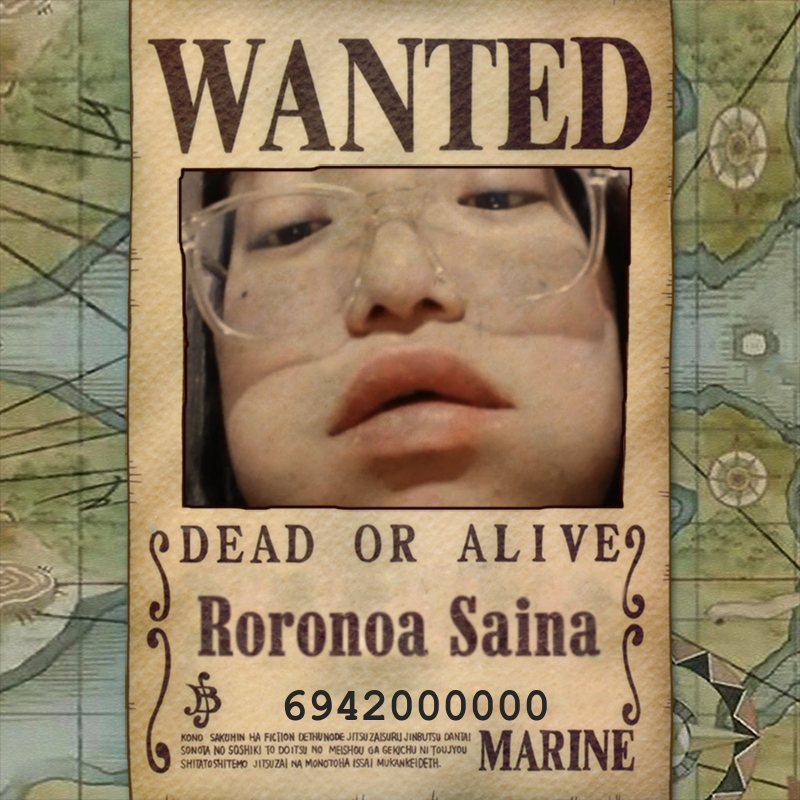 WANTED
DEAD OR ALIVE
Roronoa Saina
6942000000
KONO SAKUHIN HA FICTION DETHUNODE JITSUZAISURU JINBUTSU DANTAI
SONOTA NO SOSHIKI TO DOITSU NO MEISHOU GA GEKICHU NI TOUJYOU
SHITATOSHITEMO JITSUZAI NA MONOTOHA ISSAI MUKANKEIDETH.
MARINE